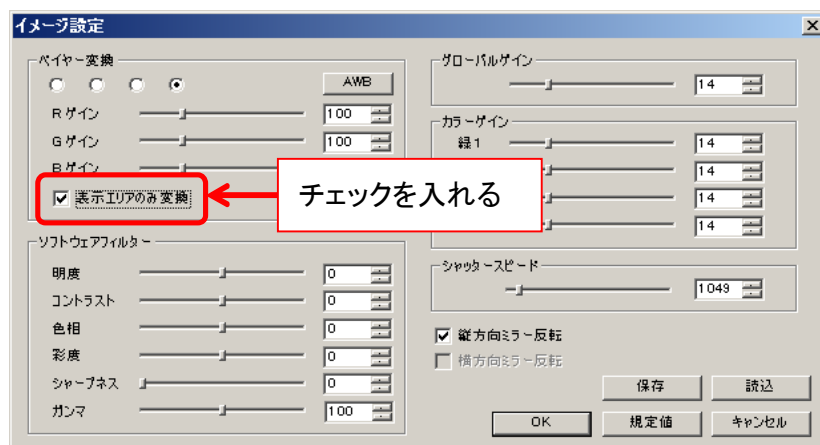 イメージ設定
ベイヤー変換
AWB
Rゲイン 100
Gゲイン 100
Bゲイン
表示エリアのみ変換
チェックを入れる
ソフトウェアフィルター
明度 0
コントラスト 0
色相 0
彩度 0
シャープネス 0
ガンマ 100
グローバルゲイン
14
カラーゲイン
緑1 14
14
14
14
シャッタースピード
1049
縦方向ミラー反転
横方向ミラー反転
保存 読込
OK 規定値 キャンセル